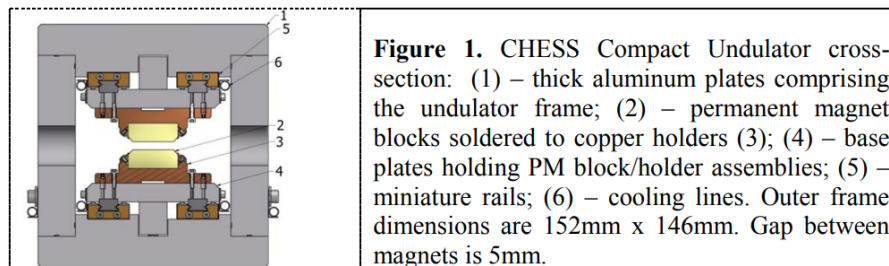 1
5
6
2
3
4
Figure 1. CHESS Compact Undulator cross-
section: (1) – thick aluminum plates comprising
the undulator frame; (2) – permanent magnet
blocks soldered to copper holders (3); (4) – base
plates holding PM block/holder assemblies; (5) –
miniature rails; (6) – cooling lines. Outer frame
dimensions are 152mm x 146mm. Gap between
magnets is 5mm.